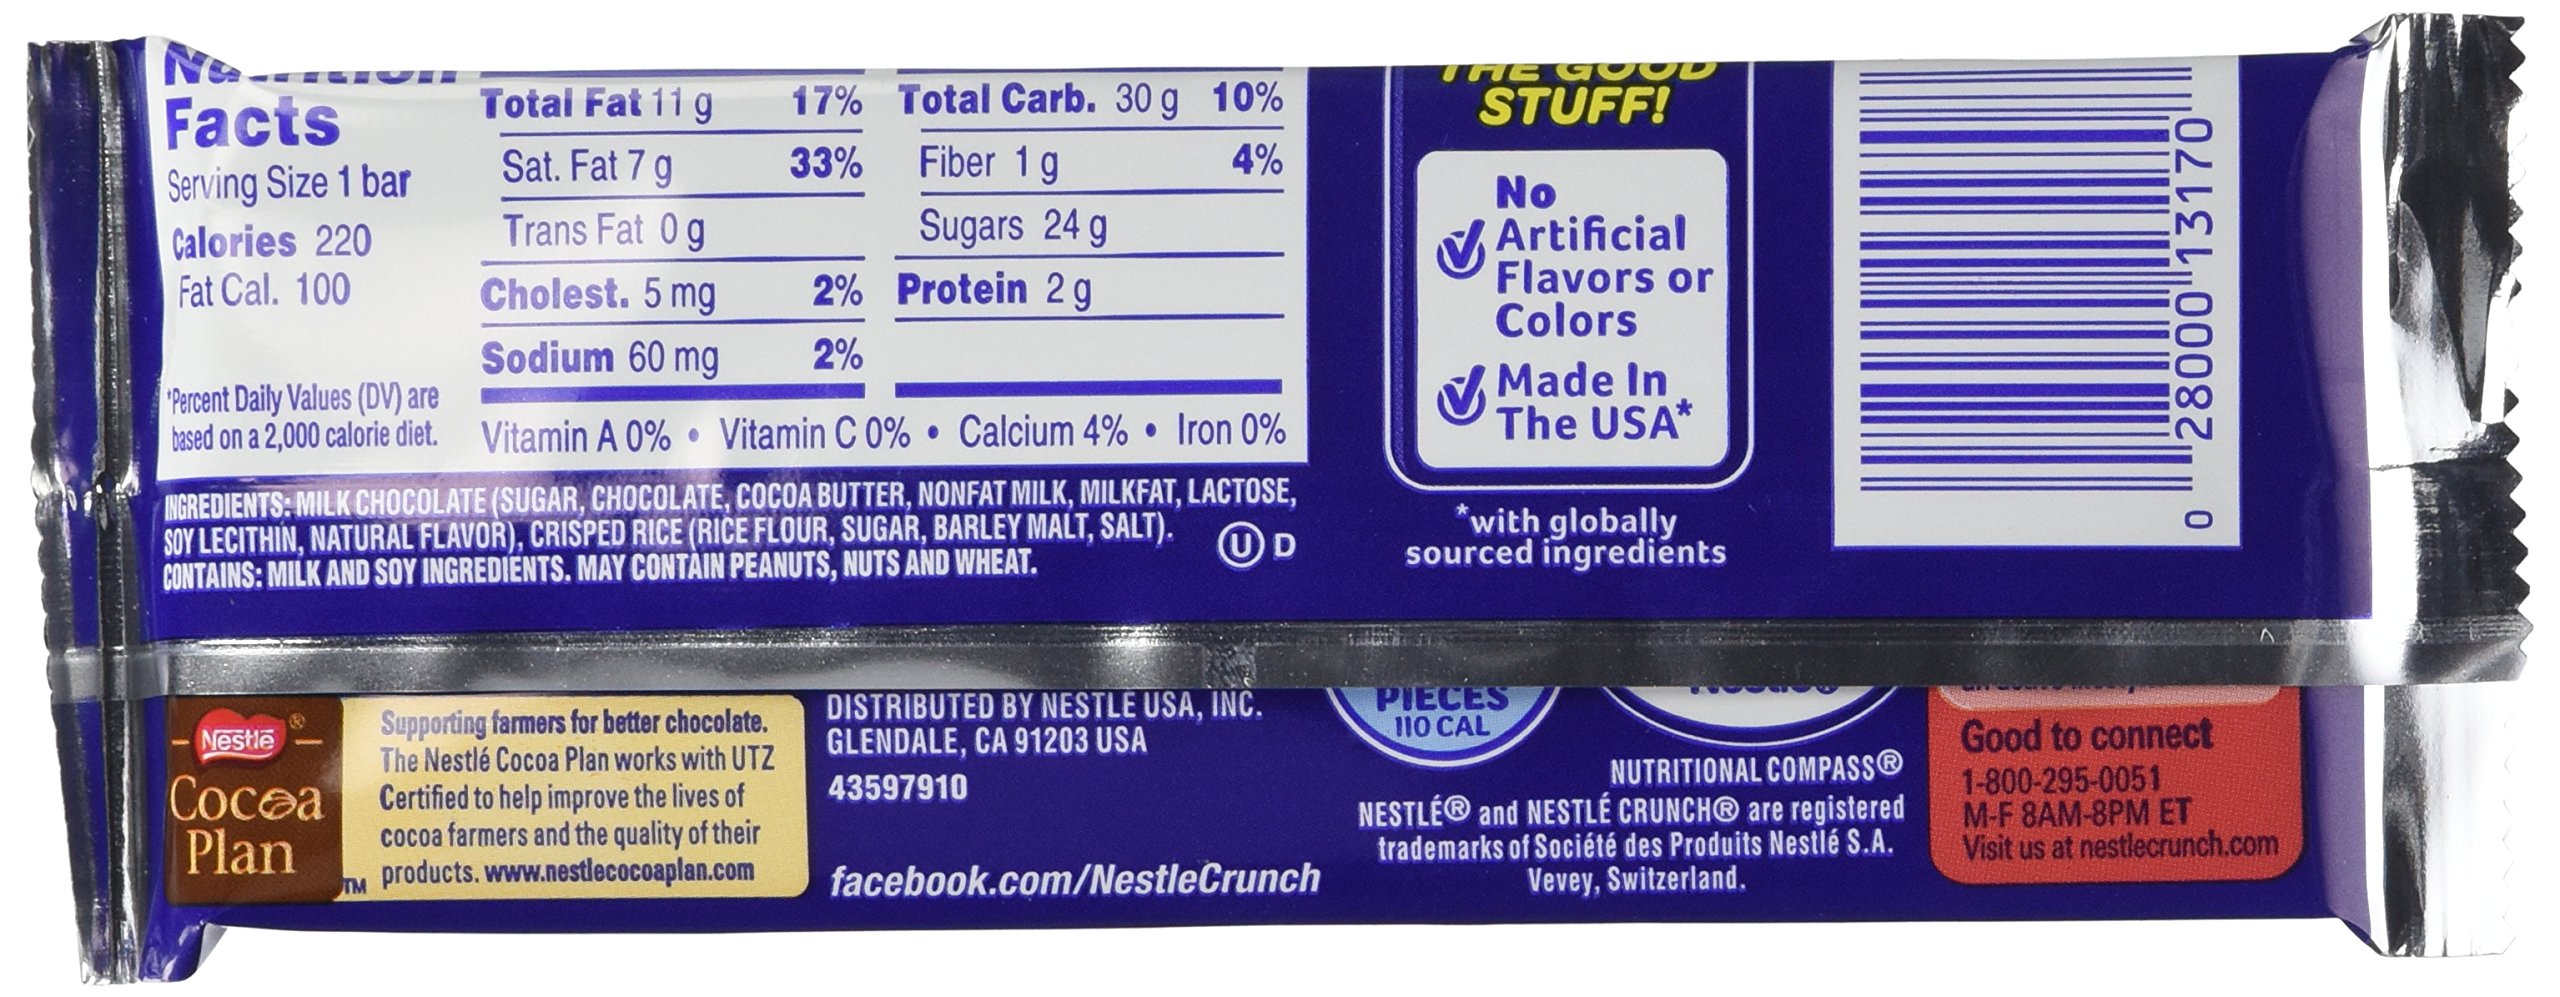 Nutrition
Facts
Serving Size 1 bar
Calories 220
Fat Cal. 100
*Percent Daily Values (DV) are
based on a 2,000 calorie diet.
Total Fat 11 g 17%
Sat. Fat 7 g 33%
Trans Fat 0 g
Cholest. 5 mg 2%
Sodium 60 mg 2%
Total Carb. 30 g 10%
Fiber 1 g 4%
Sugars 24 g
Protein 2 g
Vitamin A 0% • Vitamin C 0% • Calcium 4% • Iron 0%
INGREDIENTS: MILK CHOCOLATE (SUGAR, CHOCOLATE, COCOA BUTTER, NONFAT MILK, MILKFAT, LACTOSE,
SOY LECITHIN, NATURAL FLAVOR), CRISPED RICE (RICE FLOUR, SUGAR, BARLEY MALT, SALT).
CONTAINS: MILK AND SOY INGREDIENTS. MAY CONTAIN PEANUTS, NUTS AND WHEAT.
U D
THE GOOD
STUFF!
No
Artificial
Flavors or
Colors
Made In
The USA*
*with globally
sourced ingredients
0 28000 13170
Nestlé®
Cocoa
Plan
TM
Supporting farmers for better chocolate.
The Nestlé Cocoa Plan works with UTZ
Certified to help improve the lives of
cocoa farmers and the quality of their
products. www.nestlecocoaplan.com
DISTRIBUTED BY NESTLÉ USA, INC.
GLENDALE, CA 91203 USA
43597910
facebook.com/NestleCrunch
PIECES
110 CAL
NUTRITIONAL COMPASS®
NESTLÉ® and NESTLÉ CRUNCH® are registered
trademarks of Société des Produits Nestlé S.A.
Vevey, Switzerland.
Good to connect
1-800-295-0051
M-F 8AM-8PM ET
Visit us at nestlecrunch.com